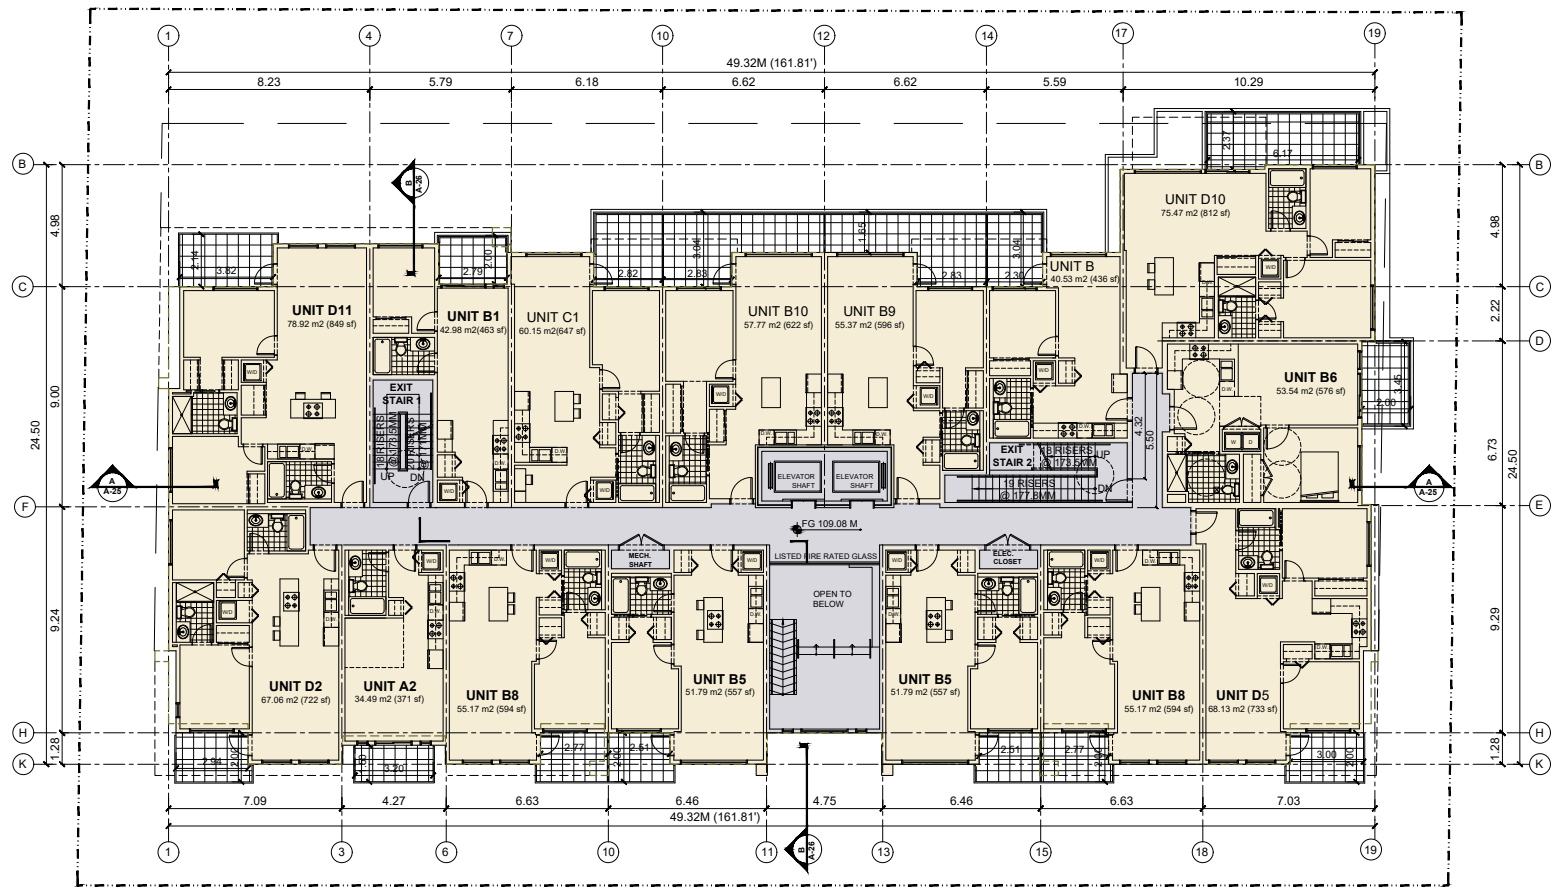 1
4
7
10
12
14
17
19
49.32M (161.81')
8.23
5.79
6.18
6.62
6.62
5.59
10.29
B
B
C
C
D
F
E
H
H
K
K
4.98
9.00
24.50
9.24
1.28
4.98
2.22
6.73
24.50
9.29
1.28
B
A-26
A
A-25
A
A-25
B
A-26
2.37
6.17
UNIT D10
75.47 m2 (812 sf)
W/D
2.14
3.82
2.00
2.79
3.04
1.65
3.04
2.82
2.83
2.83
2.30
UNIT D11
78.92 m2 (849 sf)
W/D
D.W.
UNIT B1
42.98 m2(463 sf)
D.W.
W/D
UNIT C1
60.15 m2(647 sf)
D.W.
W/D
UNIT B10
57.77 m2 (622 sf)
W/D
D.W.
UNIT B9
55.37 m2 (596 sf)
W/D
D.W.
UNIT B
40.53 m2 (436 sf)
W/D
D.W.
UNIT B6
53.54 m2 (576 sf)
D.W.
W
D
3.45
2.00
EXIT
STAIR 1
UP
DN
ELEVATOR
SHAFT
ELEVATOR
SHAFT
EXIT
STAIR 2
18 RISERS
@ 173.5MM
UP
19 RISERS
@ 177.8MM
DN
4.32
5.50
FG 109.08 M
LISTED FIRE RATED GLASS
MECH.
SHAFT
ELEC.
CLOSET
OPEN TO
BELOW
UNIT D2
67.06 m2 (722 sf)
W/D
D.W.
UNIT A2
34.49 m2 (371 sf)
W/D
D.W.
UNIT B8
55.17 m2 (594 sf)
D.W.
W/D
UNIT B5
51.79 m2 (557 sf)
W/D
D.W.
UNIT B5
51.79 m2 (557 sf)
W/D
D.W.
UNIT B8
55.17 m2 (594 sf)
W/D
D.W.
UNIT D5
68.13 m2 (733 sf)
W/D
D.W.
2.94
2.00
3.20
2.77
2.51
2.51
2.77
3.00
2.00
7.09
4.27
6.63
6.46
4.75
6.46
6.63
7.03
49.32M (161.81')
1
3
6
10
11
13
15
18
19